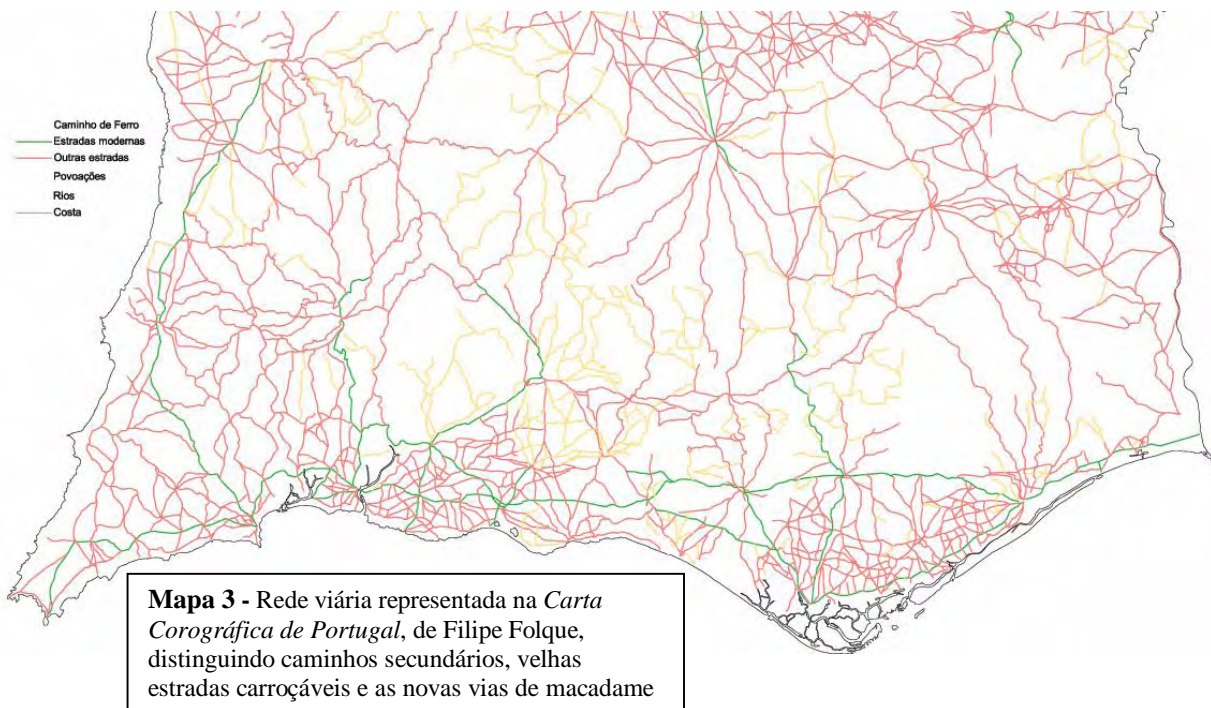 Caminho de Ferro
Estradas modernas
Outras estradas
Povoações
Rios
Costa
Mapa 3 - Rede viária representada na Carta
Corográfica de Portugal, de Filipe Folque,
distinguindo caminhos secundários, velhas
estradas carroçáveis e as novas vias de macadame